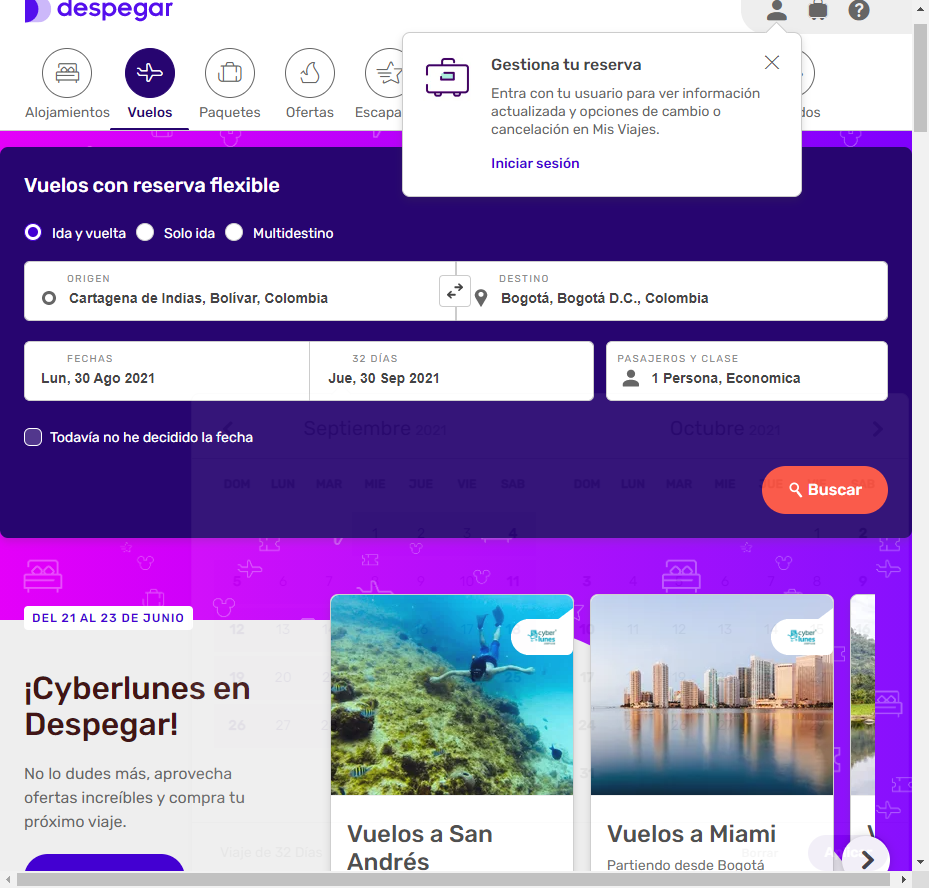 despegar
Alojamientos
Vuelos
Paquetes
Ofertas
Escapa
dos
Gestiona tu reserva
Entra con tu usuario para ver información
actualizada y opciones de cambio o
cancelación en Mis Viajes.
Iniciar sesión
Vuelos con reserva flexible
Ida y vuelta
Solo ida
Multidestino
ORIGEN
Cartagena de Indias, Bolívar, Colombia
DESTINO
Bogotá, Bogotá D.C., Colombia
FECHAS
Lun, 30 Ago 2021
32 DÍAS
Jue, 30 Sep 2021
PASAJEROS Y CLASE
1 Persona, Economica
Septiembre 2021
Octubre 2021
Todavía no he decidido la fecha
DOM LUN MAR MIE JUE VIE SAB
DOM LUN MAR MIE
Buscar
DEL 21 AL 23 DE JUNIO
cyber
lunes
cyber
lunes
¡Cyberlunes en
Despegar!
No lo dudes más, aprovecha
ofertas increíbles y compra tu
próximo viaje.
Vuelos a San
Andrés
Vuelos a Miami
Partiendo desde Bogotá
Viaje de 32 Días